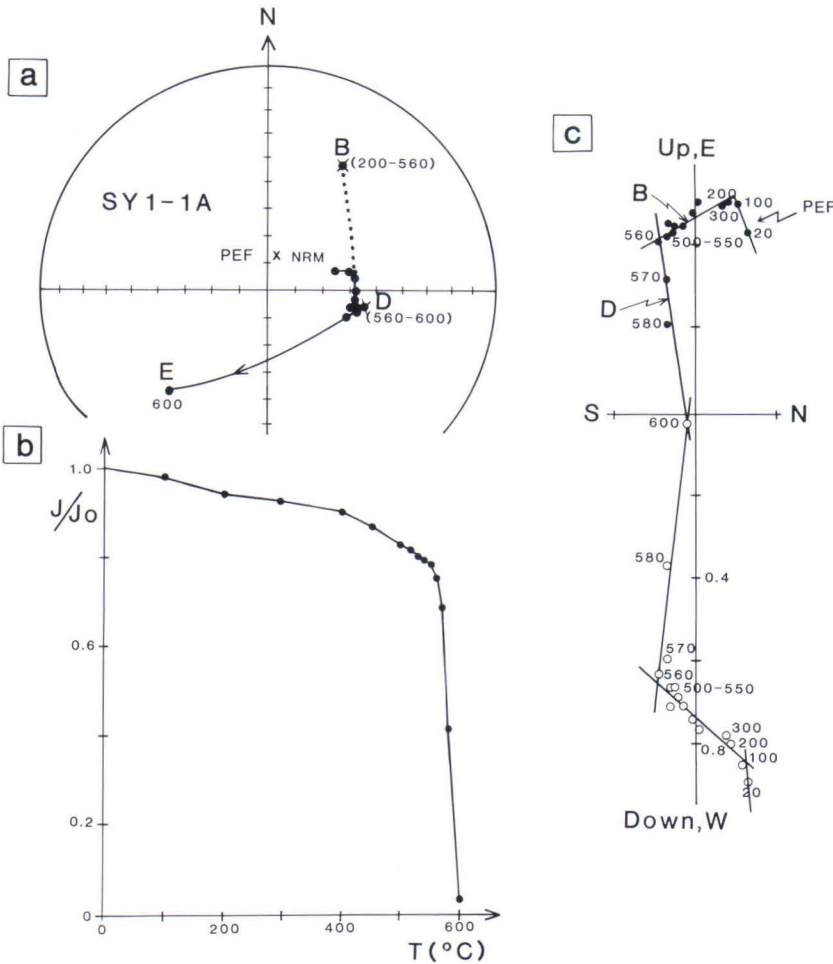 a
N
B
(200-560)
SY1-1A
PEF x NRM
D
(560-600)
E
600
b
1.0
J/Jo
0.6
0.2
0
0 200 400 600
T(°C)
c
Up,E
B
200
100
PEF
300
20
560
500-550
570
D
580
S
N
600
580
0.4
570
560
500-550
300
200
0.8
100
20
Down,W